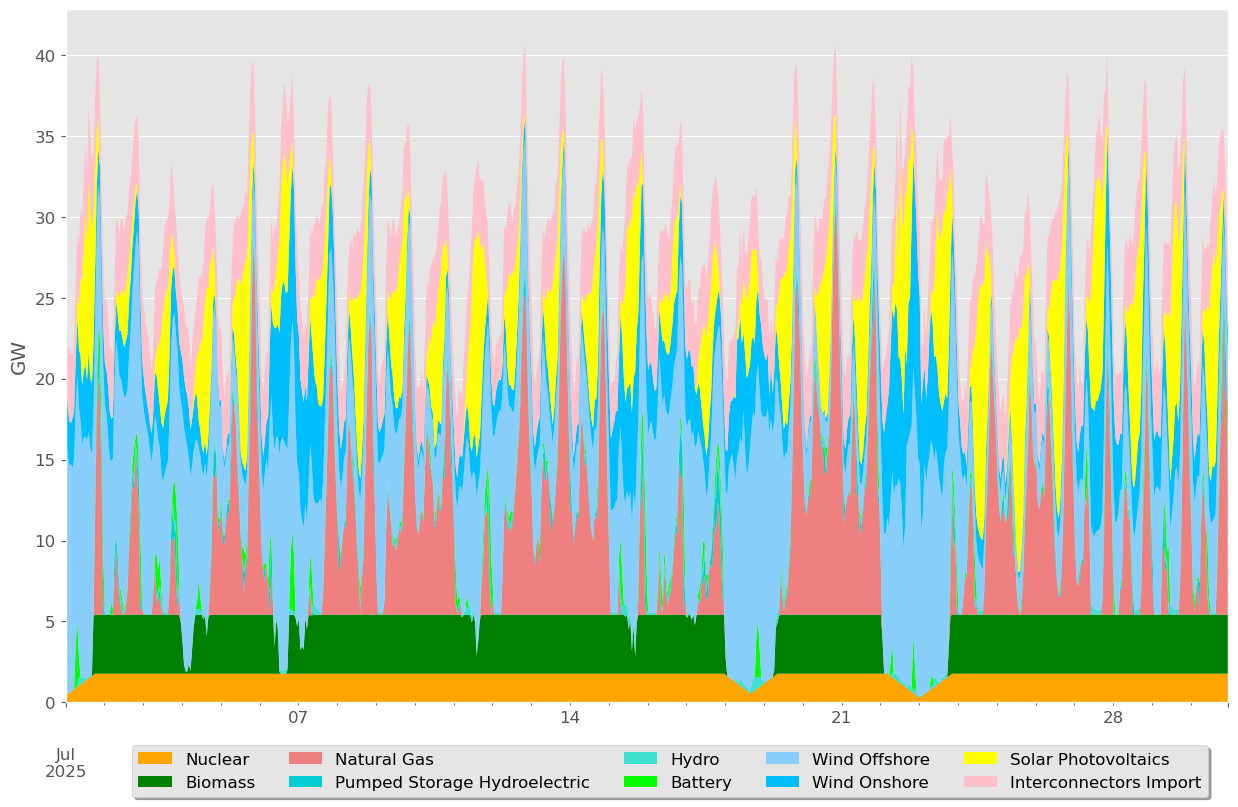 40
35
30
25
20
15
10
5
0
GW
07
14
21
28
Jul
2025
Nuclear
Natural Gas
Hydro
Wind Offshore
Solar Photovoltaics
Biomass
Pumped Storage Hydroelectric
Battery
Wind Onshore
Interconnectors Import